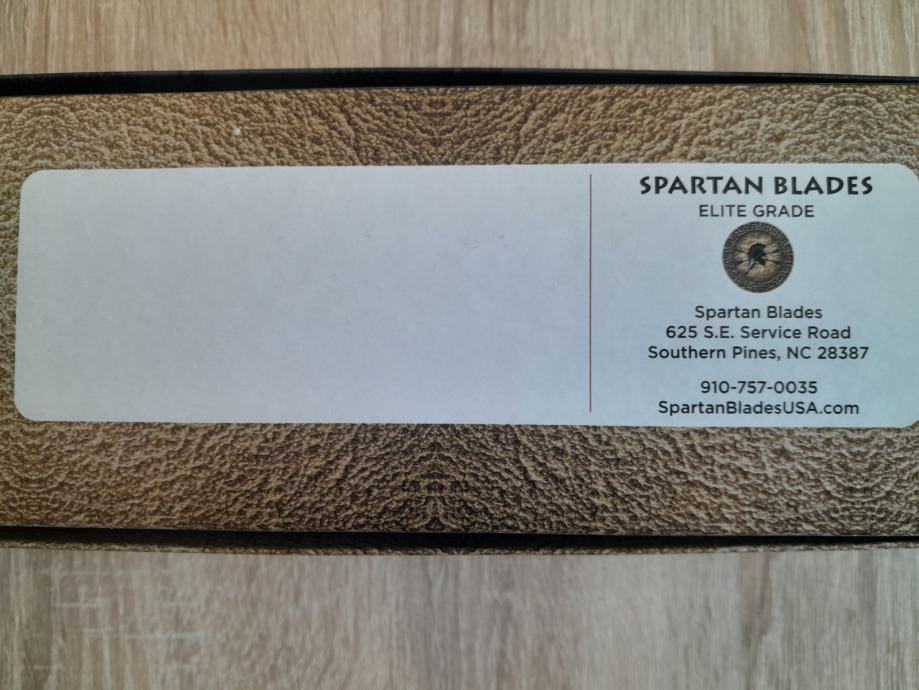 SPARTAN BLADES
ELITE GRADE
Spartan Blades
625 S.E. Service Road
Southern Pines, NC 28387
910-757-0035
SpartanBladesUSA.com